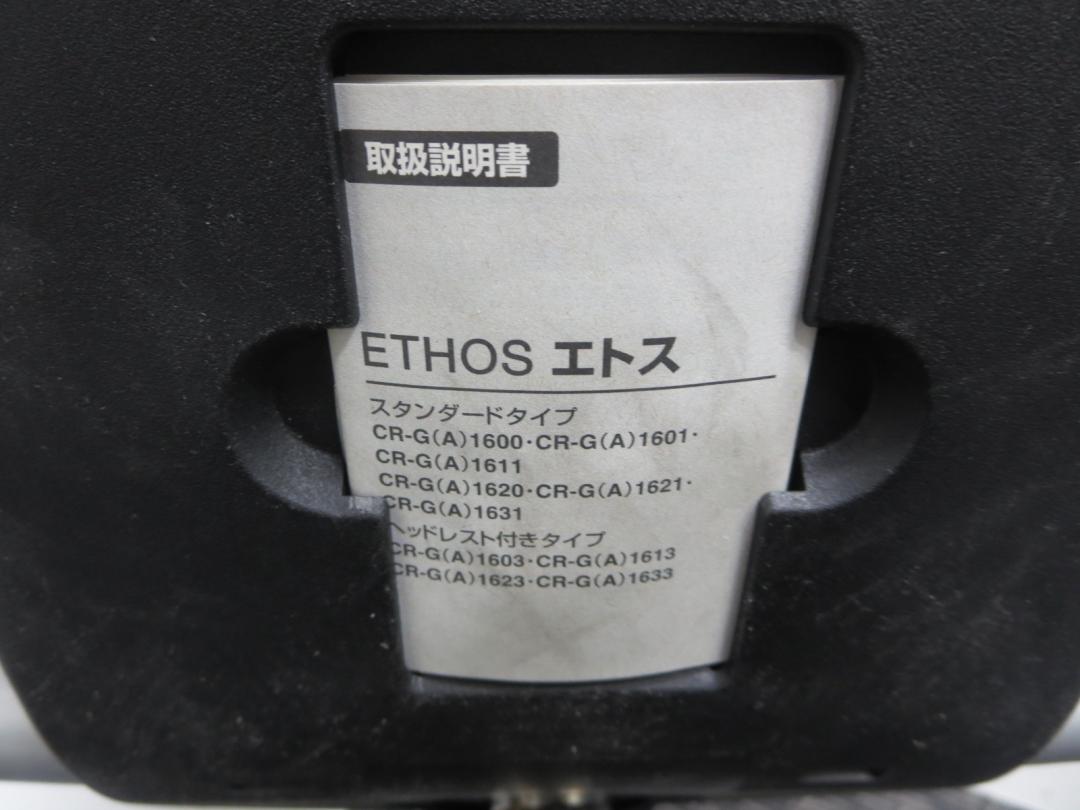 取扱説明書
ETHOS エトス
スタンダードタイプ
CR-G(A)1600･CR-G(A)1601･
CR-G(A)1611
CR-G(A)1620･CR-G(A)1621･
CR-G(A)1631
ヘッドレスト付きタイプ
CR-G(A)1603･CR-G(A)1613
CR-G(A)1623･CR-G(A)1633